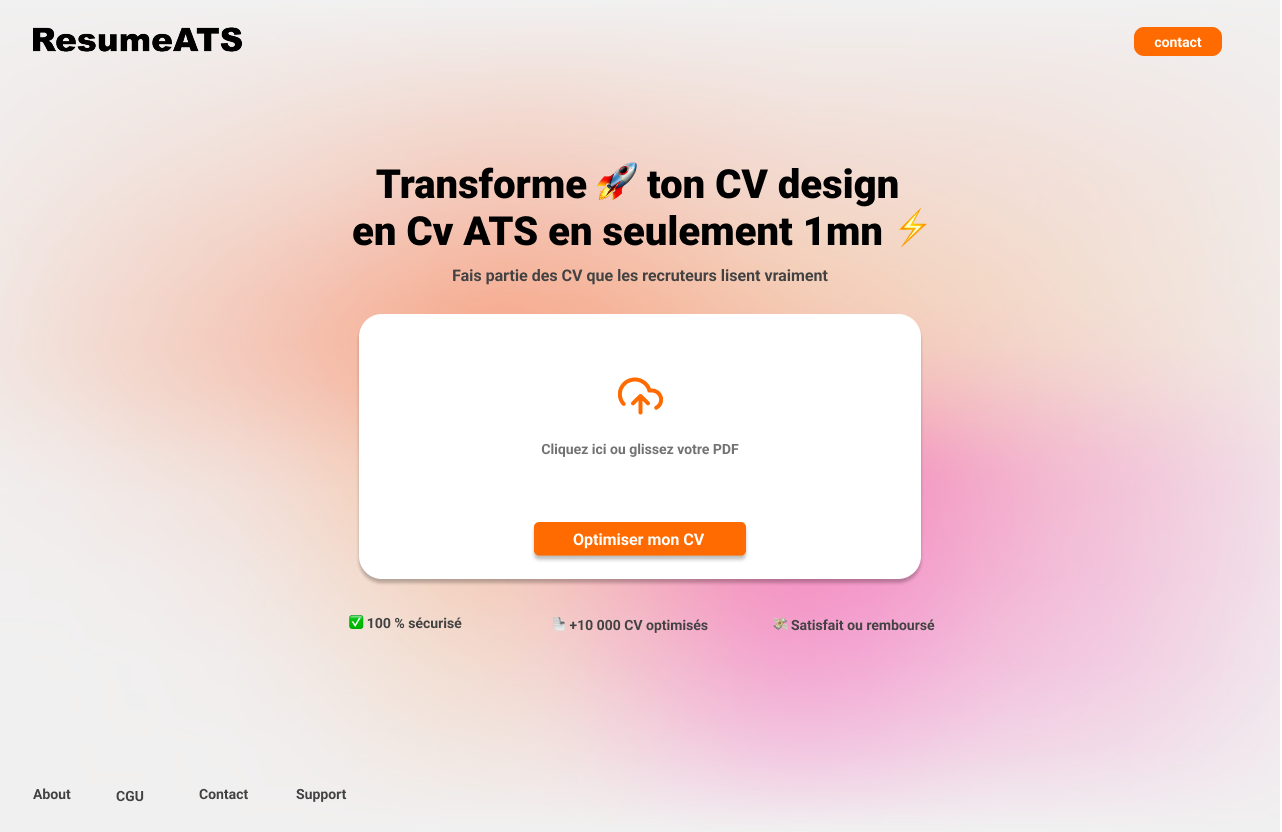 ResumeATS
contact
Transforme 🚀 ton CV design
en Cv ATS en seulement 1mn ⚡
Fais partie des CV que les recruteurs lisent vraiment
Cliquez ici ou glissez votre PDF
Optimiser mon CV
✅ 100 % sécurisé
+10 000 CV optimisés
💸 Satisfait ou remboursé
About
CGU
Contact
Support